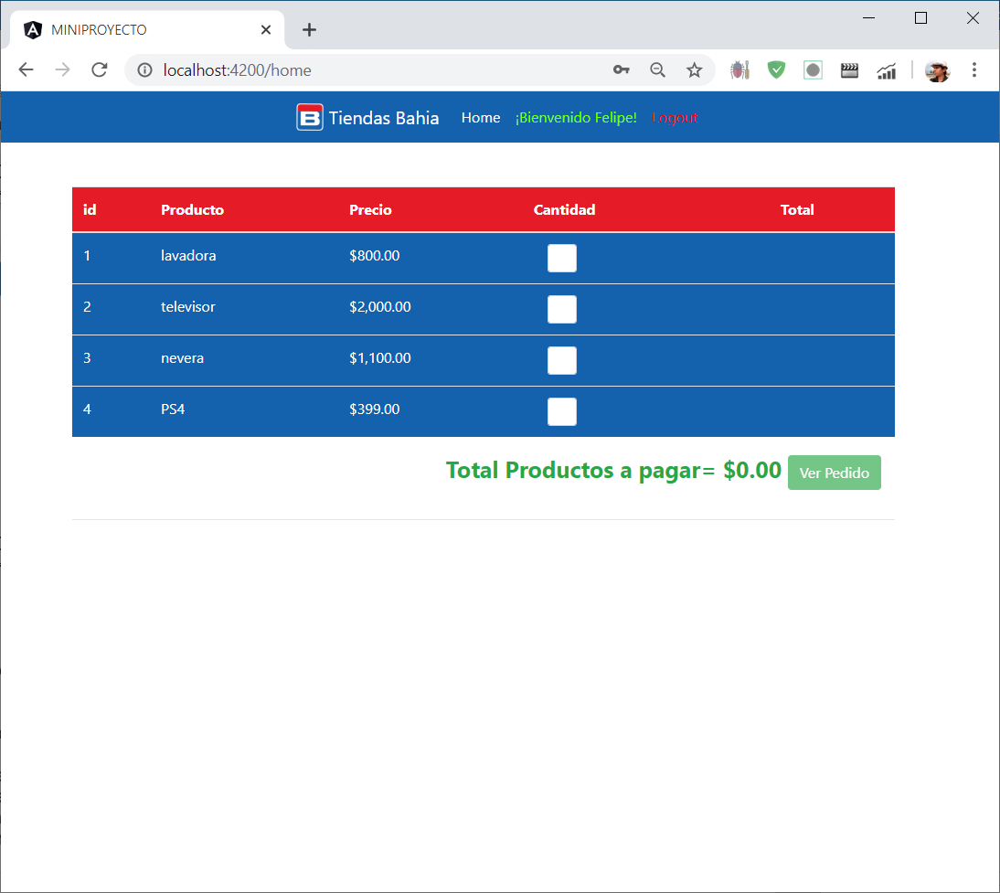 MINIPROYECTO
localhost:4200/home
B Tiendas Bahia Home ¡Bienvenido Felipe! Logout
id Producto Precio Cantidad Total
1 lavadora $800.00
2 televisor $2,000.00
3 nevera $1,100.00
4 PS4 $399.00
Total Productos a pagar= $0.00 Ver Pedido